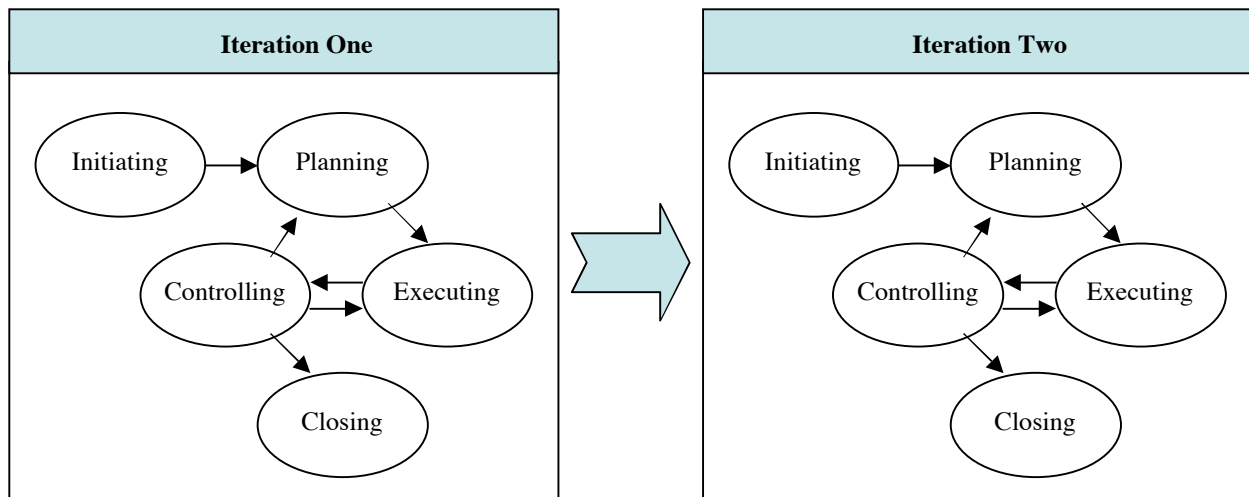 Iteration One
Initiating
Planning
Controlling
Executing
Closing
Iteration Two
Initiating
Planning
Controlling
Executing
Closing